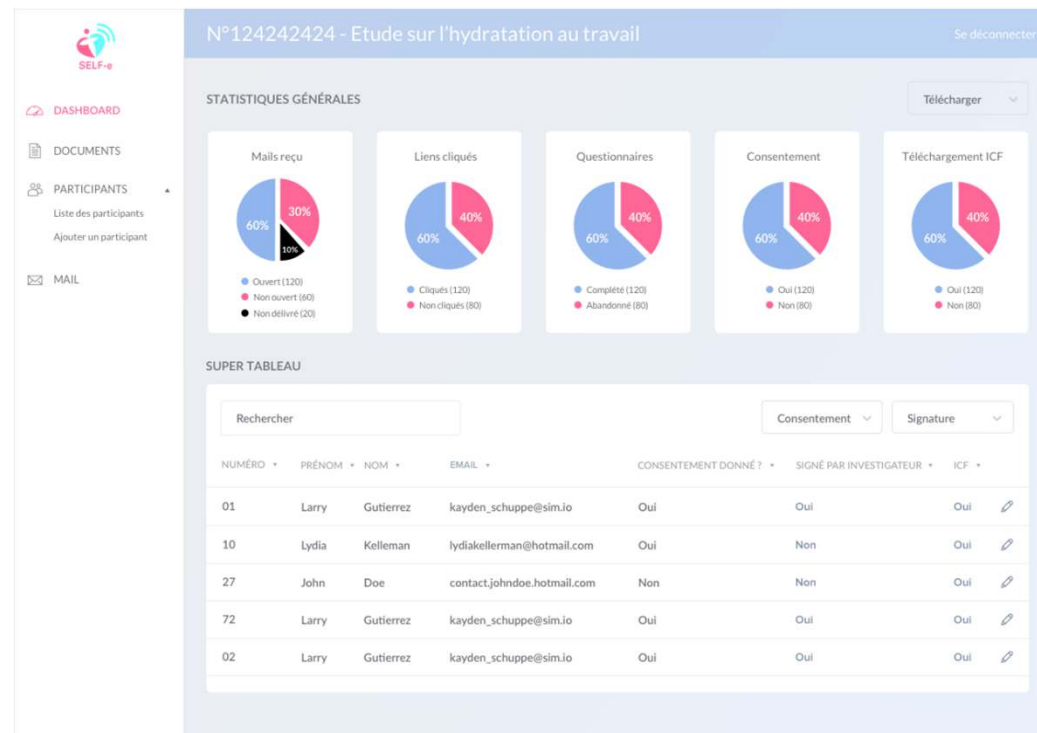 SELF-e
N°124242424 - Etude sur l'hydratation au travail
Se déconnecter
DASHBOARD
DOCUMENTS
PARTICIPANTS
Liste des participants
Ajouter un participant
MAIL
STATISTIQUES GÉNÉRALES
Télécharger
Mails reçu
60%
30%
10%
Ouvert (120)
Non ouvert (60)
Non délivré (20)
Liens cliqués
40%
60%
Cliqués (120)
Non cliqués (80)
Questionnaires
40%
60%
Complété (120)
Abandonné (80)
Consentement
40%
60%
Oui (120)
Non (80)
Téléchargement ICF
40%
60%
Oui (120)
Non (80)
SUPER TABLEAU
Rechercher
Consentement
Signature
NUMÉRO PRÉNOM NOM EMAIL CONSENTEMENT DONNÉ ? SIGNÉ PAR INVESTIGATEUR ICF
01 Larry Gutierrez kayden_schuppe@sim.io Oui Oui Oui
10 Lydia Kelleman lydiakellerman@hotmail.com Oui Non Oui
27 John Doe contact.johndoe.hotmail.com Non Non Oui
72 Larry Gutierrez kayden_schuppe@sim.io Oui Oui Oui
02 Larry Gutierrez kayden_schuppe@sim.io Oui Oui Oui